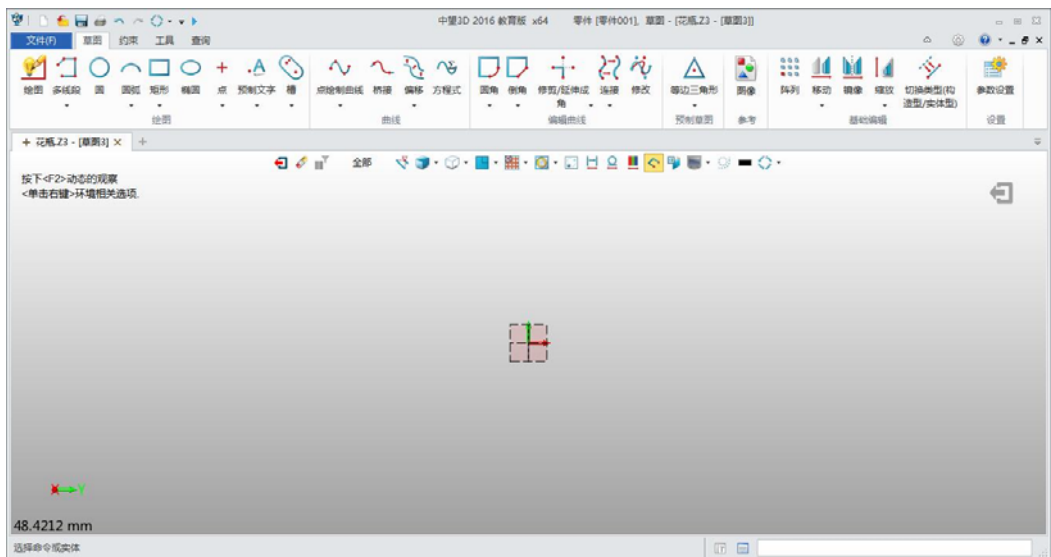 中望3D 2016 教育版 x64 零件 [零件001], 草图 - [花瓶.Z3 - [草图3]]
文件(F) 草图 约束 工具 查询
绘图 多线段 圆 圆弧 矩形 椭圆 点 预制文字 槽 点绘制曲线 桥接 偏移 方程式 圆角 倒角 修剪/延伸成角 连接 修改 等边三角形 图像 阵列 移动 镜像 缩放 切换类型(构造型/实体型) 参数设置
绘图 曲线 编辑曲线 预制草图 参考 基础编辑 设置
+ 花瓶.Z3 - [草图3] × +
全部
按下<F2>动态的观察
<单击右键>环境相关选项.
Y
48.4212 mm
选择命令或实体